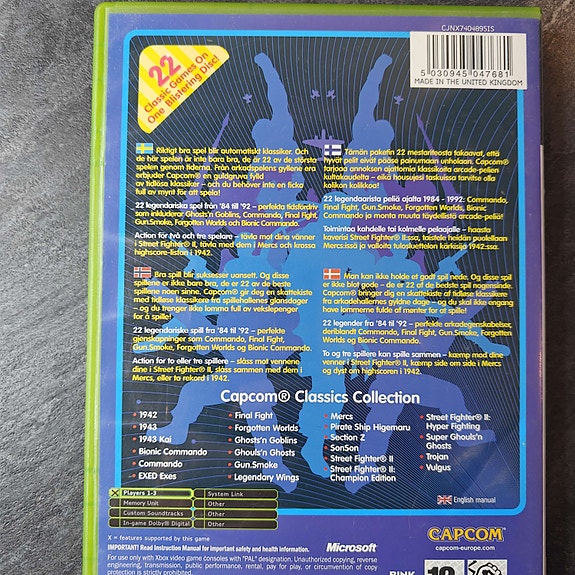 CJNX7404895IS
5 030945 047681
MADE IN THE UNITED KINGDOM
22
Classic Games On
One Blistering Disc!
Riktigt bra spel blir automatiskt klassiker. Och
de här spelen är inte bara bra, de är 22 av de största
spelen genom tiderna. Från arkadspelens gyllene era
erbjuder Capcom® en guldgruva fylld
av tidlösa klassiker – och du behöver inte en ficka
full av mynt för att spela!
22 legendariska spel från '84 till '92 – perfekta tidsfördriv
som inkluderar Ghosts'n Goblins, Commando, Final Fight,
Gun.Smoke, Forgotten Worlds och Bionic Commando.
Action för två och tre spelare – tävla mot dina vänner
i Street Fighter® II, tävla med dem i Mercs och krossa
highscore-listan i 1942.
Tämän paketin 22 mestariteosta takaavat, että
hyvät pelit eivät pääse painumaan unholaan. Capcom®
tarjoaa annoksen ajattomia klassikoita arcade-pelien
kultakaudelta – eikä housujesi taskuissa tarvitse olla
kolikon kolikkoa!
22 legendaarista peliä ajalta 1984 - 1992: Commando,
Final Fight, Gun.Smoke, Forgotten Worlds, Bionic
Commando ja monta muuta täydellistä arcade-peliä!
Toimintaa kahdelle tai kolmelle pelaajalle – haasta
kaverisi Street Fighter® II:ssa, taistele heidän puolellaan
Mercs:issä ja vallota tulosluettelon kärkisijä 1942:ssa.
Bra spill blir suksesser uansett. Og disse
spillene er ikke bare bra, de er 22 av de beste
spillene noen sinne. Capcom® gir deg en skattekiste
med tidløse klassikere fra spillehallenes glansdager
– og du trenger ikke lomma full av vekslepenger
for å spille!
22 legendariske spill fra '84 til '92 – perfekte
gjenskapninger som Commando, Final Fight,
Gun.Smoke, Forgotten Worlds og Bionic Commando.
Action for to eller tre spillere – slåss mot vennene
dine i Street Fighter® II, slåss sammen med dem i
Mercs, eller ta rekord i 1942.
Man kan ikke holde et godt spil nede. Og disse spil
er ikke blot gode – de er 22 af de bedste spil nogensinde.
Capcom® bringer dig en skattekiste af tidløse klassikere
fra arkadehallernes gyldne dage – og du skal ikke engang
have lommerne fulde af mønter for at spille!
22 legender fra '84 til '92 – perfekte arkadegenskabelser,
deriblandt Commando, Final Fight, Gun.Smoke, Forgotten
Worlds og Bionic Commando.
To og tre spillere kan spille sammen – kæmp mod dine
venner i Street Fighter® II, kæmp side om side i Mercs
og dyst om highscoren i 1942.
Capcom® Classics Collection
• 1942
• 1943
• 1943 Kai
• Bionic Commando
• Commando
• EXED Exes
• Final Fight
• Forgotten Worlds
• Ghosts'n Goblins
• Ghouls'n Ghosts
• Gun.Smoke
• Legendary Wings
• Mercs
• Pirate Ship Higemaru
• Section Z
• SonSon
• Street Fighter® II
• Street Fighter® II:
Champion Edition
• Street Fighter® II:
Hyper Fighting
• Super Ghouls'n
Ghosts
• Trojan
• Vulgus
English manual
X Players 1-3
Memory Unit
Custom Soundtracks
In-game Dolby® Digital
System Link
Other
Other
Other
X = features supported by this game
IMPORTANT! Read Instruction Manual for important safety and health information.
Microsoft
For use only with Xbox video game consoles with "PAL" designation. Unauthorized copying, reverse
engineering, transmission, public performance, rental, pay for play, or circumvention of copy
protection is strictly prohibited.
CAPCOM®
capcom-europe.com